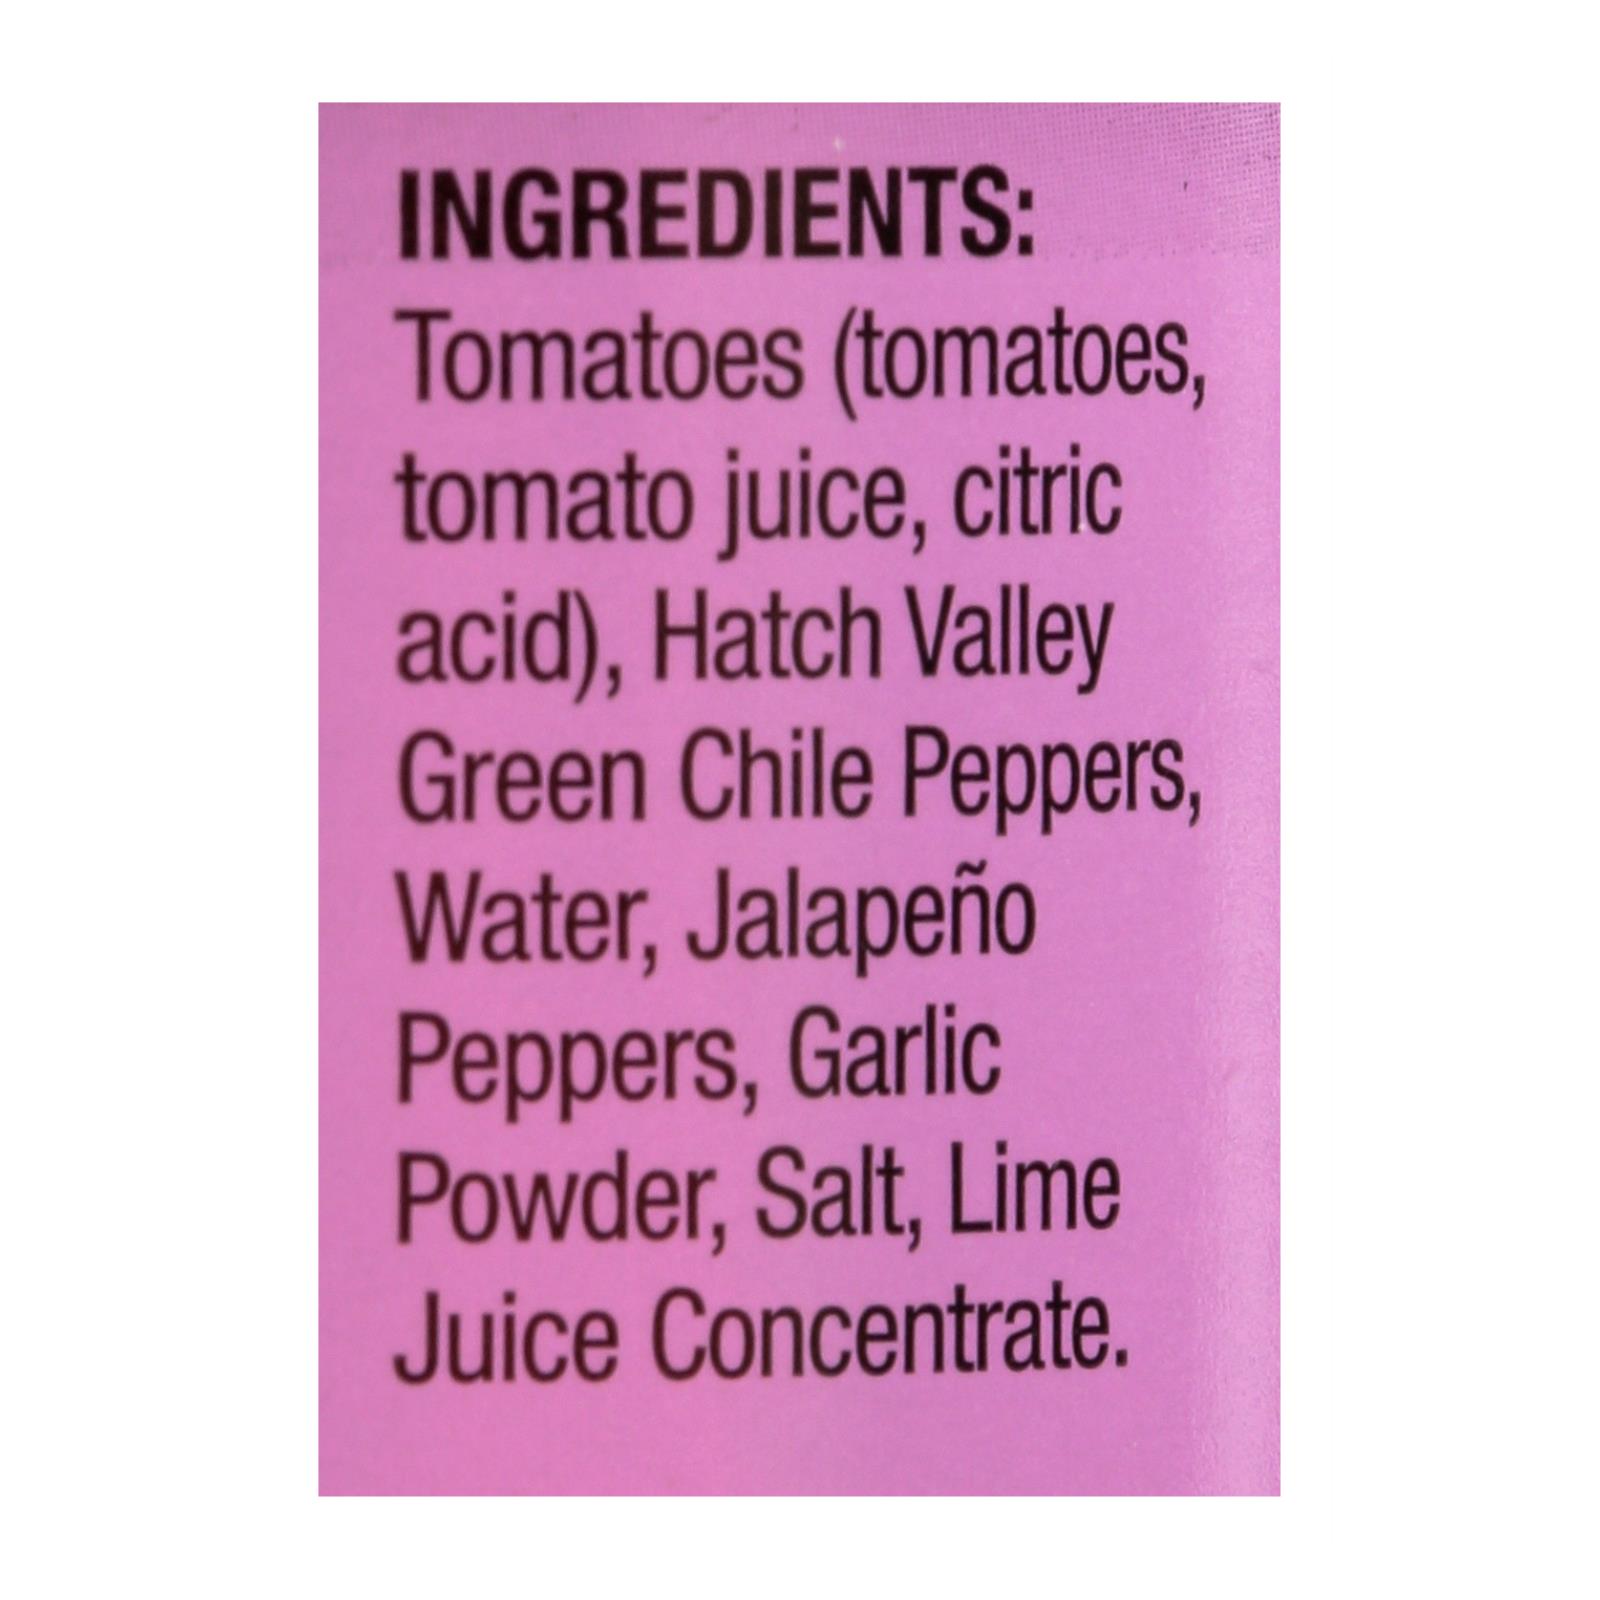 INGREDIENTS:
Tomatoes (tomatoes,
tomato juice, citric
acid), Hatch Valley
Green Chile Peppers,
Water, Jalapeño
Peppers, Garlic
Powder, Salt, Lime
Juice Concentrate.